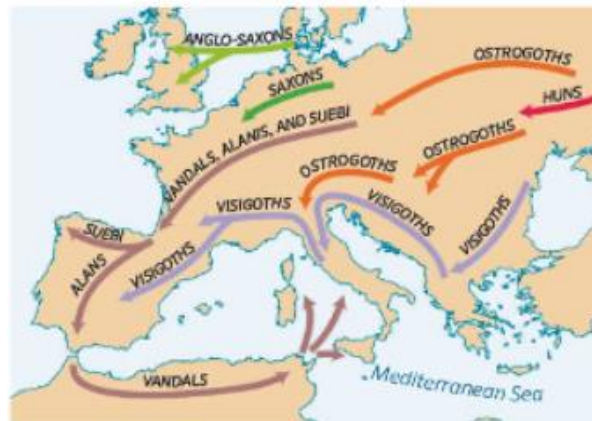 ANGLO-SAXONS
OSTROGOTHS
SAXONS
HUNS
VANDALS, ALANIS, AND SUEBI
OSTROGOTHS
OSTROGOTHS
VISIGOTHS
VISIGOTHS
VISIGOTHS
SUEBI
ALANS
VISIGOTHS
VANDALS
Mediterranean Sea